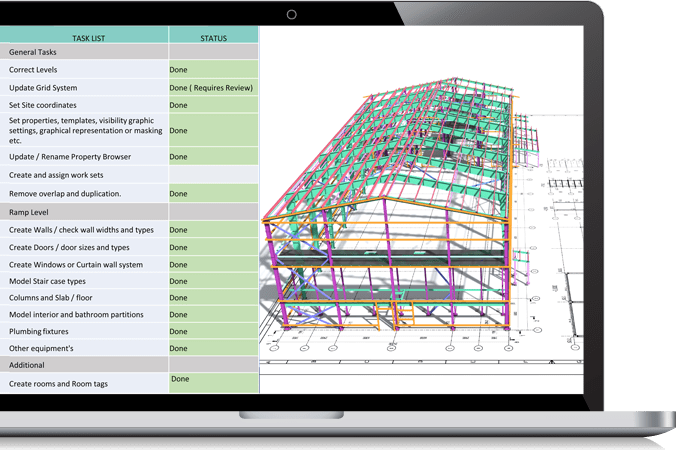 TASK LIST STATUS
General Tasks
Correct Levels Done
Update Grid System Done ( Requires Review)
Set Site coordinates Done
Set properties, templates, visibility graphic
settings, graphical representation or masking Done
etc.
Update / Rename Property Browser Done
Create and assign work sets
Remove overlap and duplication. Done
Ramp Level
Create Walls / check wall widths and types Done
Create Doors / door sizes and types Done
Create Windows or Curtain wall system Done
Model Stair case types Done
Columns and Slab / floor Done
Model interior and bathroom partitions Done
Plumbing fixtures Done
Other equipment's Done
Additional
Create rooms and Room tags Done